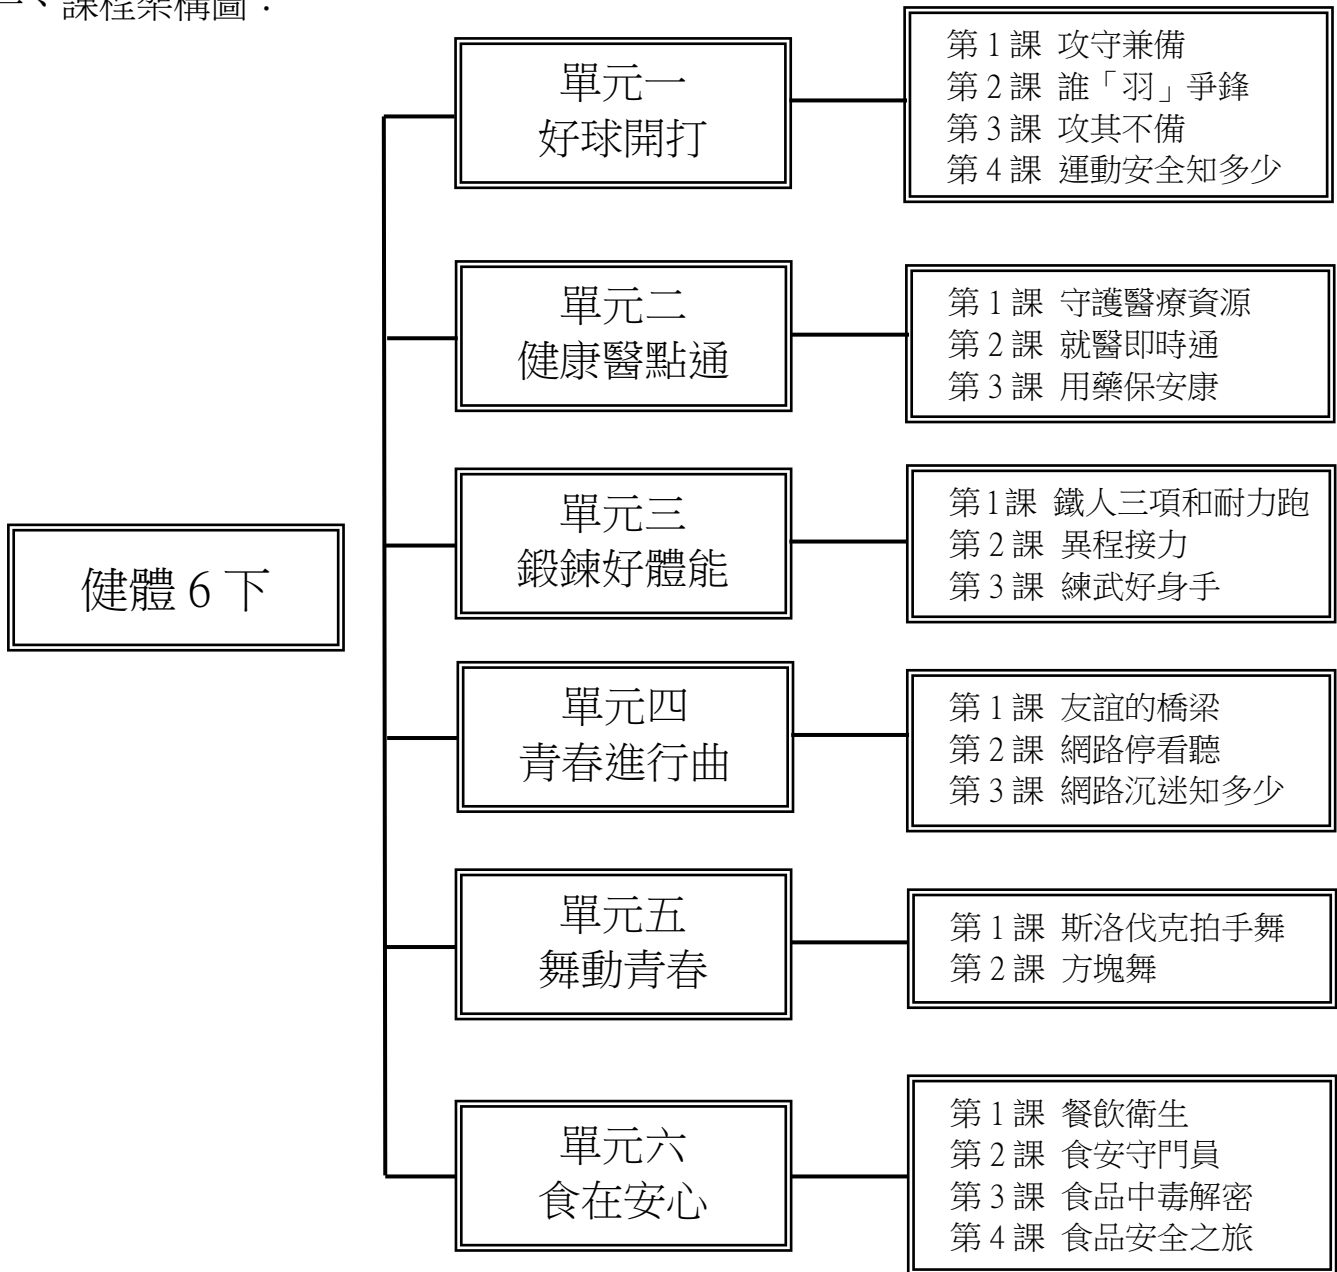 、課程架構圖：
健體 6 下
單元一
好球開打
第 1 課 攻守兼備
第 2 課 誰「羽」爭鋒
第 3 課 攻其不備
第 4 課 運動安全知多少
單元二
健康醫點通
第 1 課 守護醫療資源
第 2 課 就醫即時通
第 3 課 用藥保安康
單元三
鍛鍊好體能
第 1 課 鐵人三項和耐力跑
第 2 課 異程接力
第 3 課 練武好身手
單元四
青春進行曲
第 1 課 友誼的橋梁
第 2 課 網路停看聽
第 3 課 網路沉迷知多少
單元五
舞動青春
第 1 課 斯洛伐克拍手舞
第 2 課 方塊舞
單元六
食在安心
第 1 課 餐飲衛生
第 2 課 食安守門員
第 3 課 食品中毒解密
第 4 課 食品安全之旅